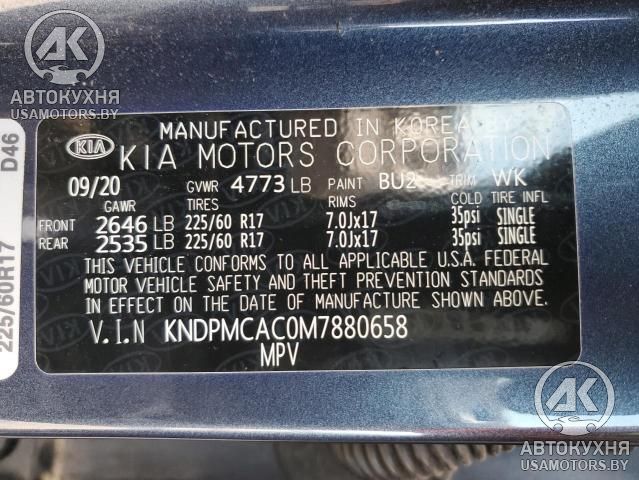 AK
АВТОКУХНЯ
USAMOTORS.BY
D46
225/60R17
MANUFACTURED IN KOREA
KIA KIA MOTORS CORPORATION
09/20 GVWR 4773 LB PAINT BU2 TRIM WK
GAWR TIRES RIMS COLD TIRE INFL
FRONT 2646 LB 225/60 R17 7.0Jx17 35psi SINGLE
REAR 2535 LB 225/60 R17 7.0Jx17 35psi SINGLE
THIS VEHICLE CONFORMS TO ALL APPLICABLE U.S.A. FEDERAL
MOTOR VEHICLE SAFETY AND THEFT PREVENTION STANDARDS
IN EFFECT ON THE DATE OF MANUFACTURE SHOWN ABOVE.
V.I.N KNDPMCAC0M7880658
MPV
AK
АВТОКУХНЯ
USAMOTORS.BY